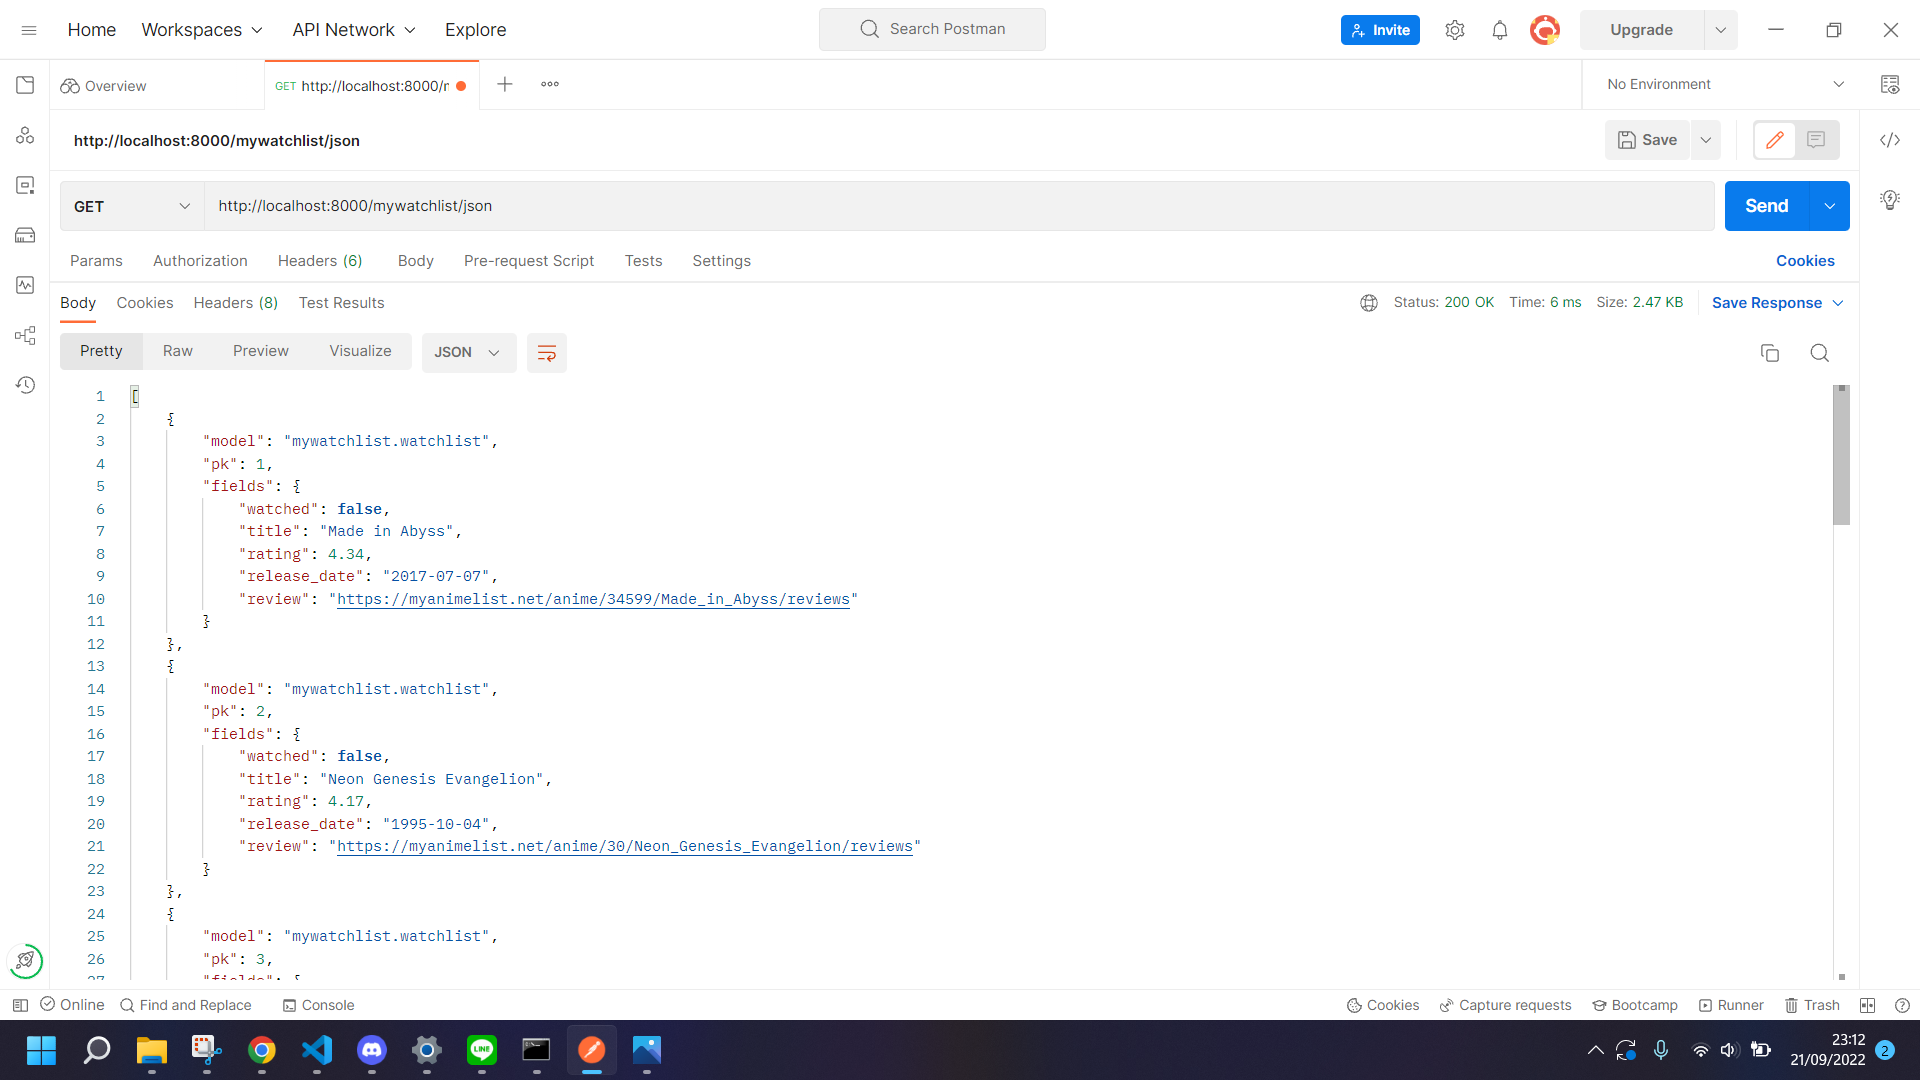 Home Workspaces API Network Explore Search Postman Invite Upgrade
Overview GET http://localhost:8000/n No Environment
http://localhost:8000/mywatchlist/json Save
GET http://localhost:8000/mywatchlist/json Send
Params Authorization Headers (6) Body Pre-request Script Tests Settings Cookies
Body Cookies Headers (8) Test Results Status: 200 OK Time: 6 ms Size: 2.47 KB Save Response
Pretty Raw Preview Visualize JSON
1 [
2 {
3 "model": "mywatchlist.watchlist",
4 "pk": 1,
5 "fields": {
6 "watched": false,
7 "title": "Made in Abyss",
8 "rating": 4.34,
9 "release_date": "2017-07-07",
10 "review": "https://myanimelist.net/anime/34599/Made_in_Abyss/reviews"
11 }
12 },
13 {
14 "model": "mywatchlist.watchlist",
15 "pk": 2,
16 "fields": {
17 "watched": false,
18 "title": "Neon Genesis Evangelion",
19 "rating": 4.17,
20 "release_date": "1995-10-04",
21 "review": "https://myanimelist.net/anime/30/Neon_Genesis_Evangelion/reviews"
22 }
23 },
24 {
25 "model": "mywatchlist.watchlist",
26 "pk": 3,
27 "fields": {
Online Find and Replace Console Cookies Capture requests Bootcamp Runner Trash
LINE 23:12
21/09/2022 2